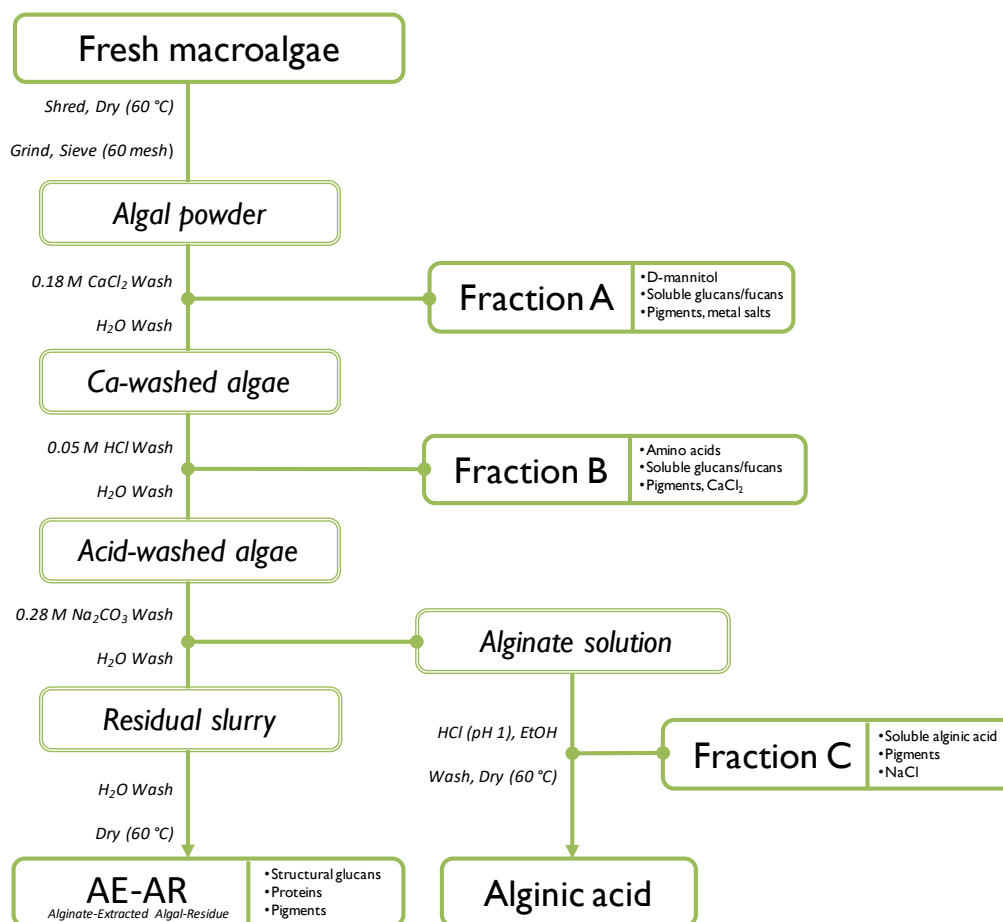 Fresh macroalgae
Shred, Dry (60 °C)
Grind, Sieve (60 mesh)
Algal powder
0.18 M CaCl₂ Wash
H₂O Wash
Fraction A
•D-mannitol
•Soluble glucans/fucans
•Pigments, metal salts
Ca-washed algae
0.05 M HCl Wash
H₂O Wash
Fraction B
•Amino acids
•Soluble glucans/fucans
•Pigments, CaCl₂
Acid-washed algae
0.28 M Na₂CO₃ Wash
H₂O Wash
Alginate solution
Residual slurry
HCl (pH 1), EtOH
Wash, Dry (60 °C)
Fraction C
•Soluble alginic acid
•Pigments
•NaCl
H₂O Wash
Dry (60 °C)
AE-AR
Alginate-Extracted Algal-Residue
•Structural glucans
•Proteins
•Pigments
Alginic acid